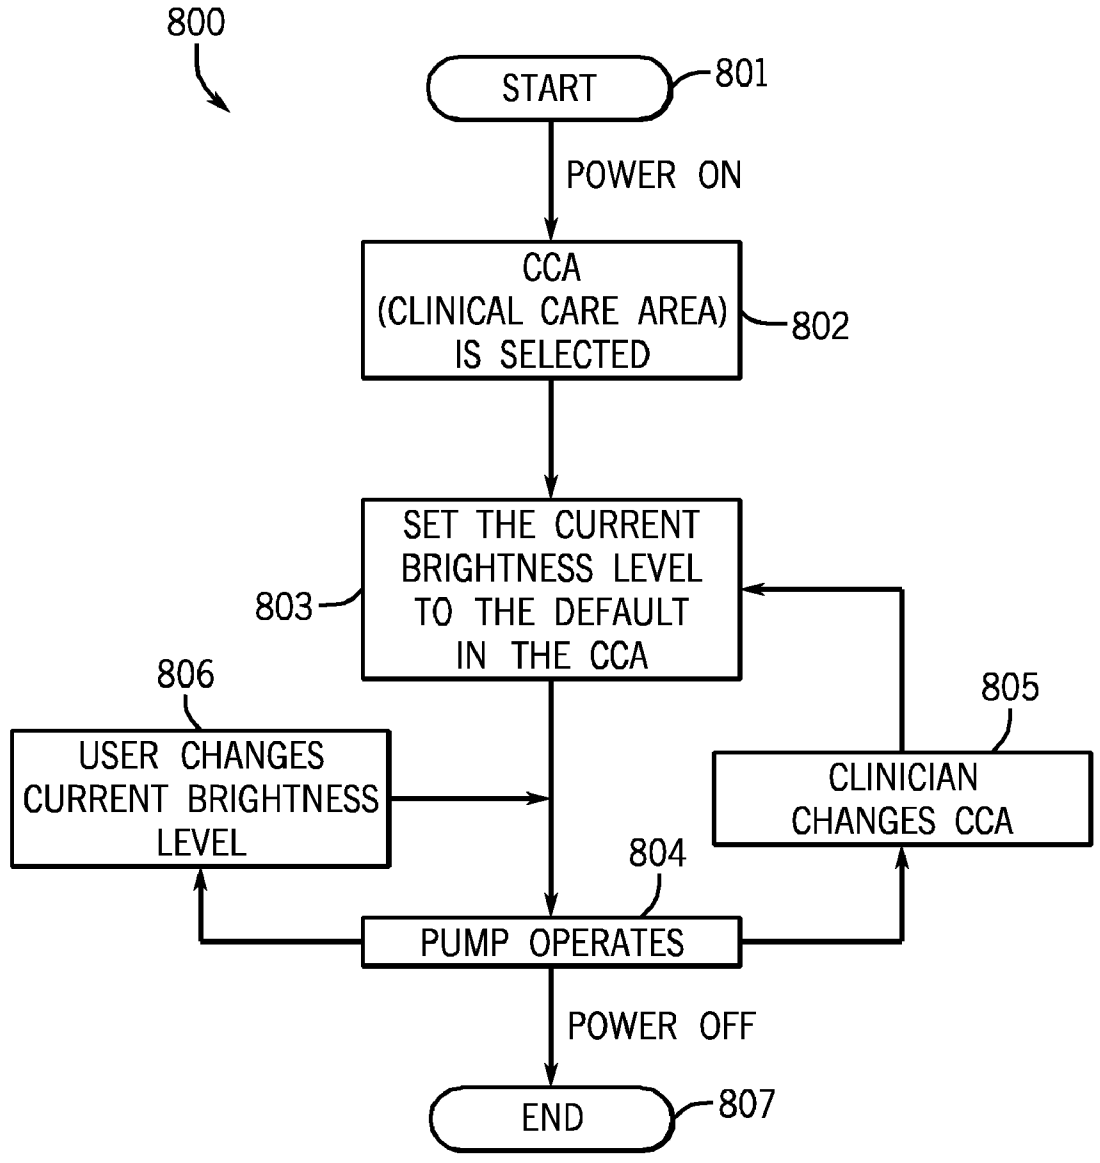 800
START
801
POWER ON
CCA
(CLINICAL CARE AREA)
IS SELECTED
802
SET THE CURRENT
BRIGHTNESS LEVEL
TO THE DEFAULT
IN THE CCA
803
806
USER CHANGES
CURRENT BRIGHTNESS
LEVEL
805
CLINICIAN
CHANGES CCA
804
PUMP OPERATES
POWER OFF
END
807